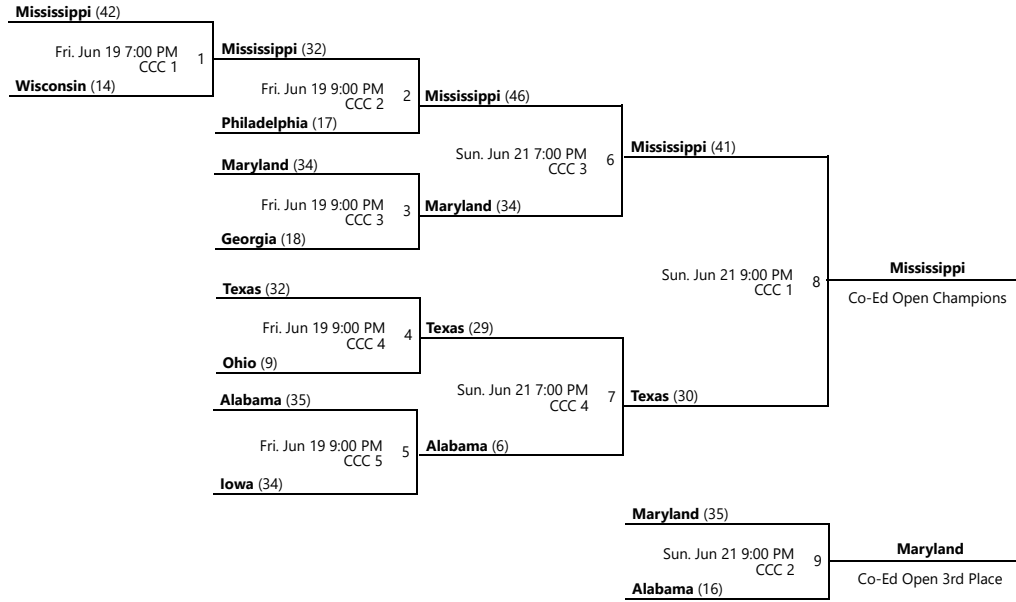 Mississippi (42)
Fri. Jun 19 7:00 PM
CCC 1
1
Wisconsin (14)
Mississippi (32)
Fri. Jun 19 9:00 PM
CCC 2
2
Philadelphia (17)
Maryland (34)
Fri. Jun 19 9:00 PM
CCC 3
3
Georgia (18)
Texas (32)
Fri. Jun 19 9:00 PM
CCC 4
4
Ohio (9)
Alabama (35)
Fri. Jun 19 9:00 PM
CCC 5
5
Iowa (34)
Mississippi (46)
Sun. Jun 21 7:00 PM
CCC 3
6
Maryland (34)
Texas (29)
Sun. Jun 21 7:00 PM
CCC 4
7
Alabama (6)
Mississippi (41)
Sun. Jun 21 9:00 PM
CCC 1
8
Texas (30)
Mississippi
Co-Ed Open Champions
Maryland (35)
Sun. Jun 21 9:00 PM
CCC 2
9
Alabama (16)
Maryland
Co-Ed Open 3rd Place